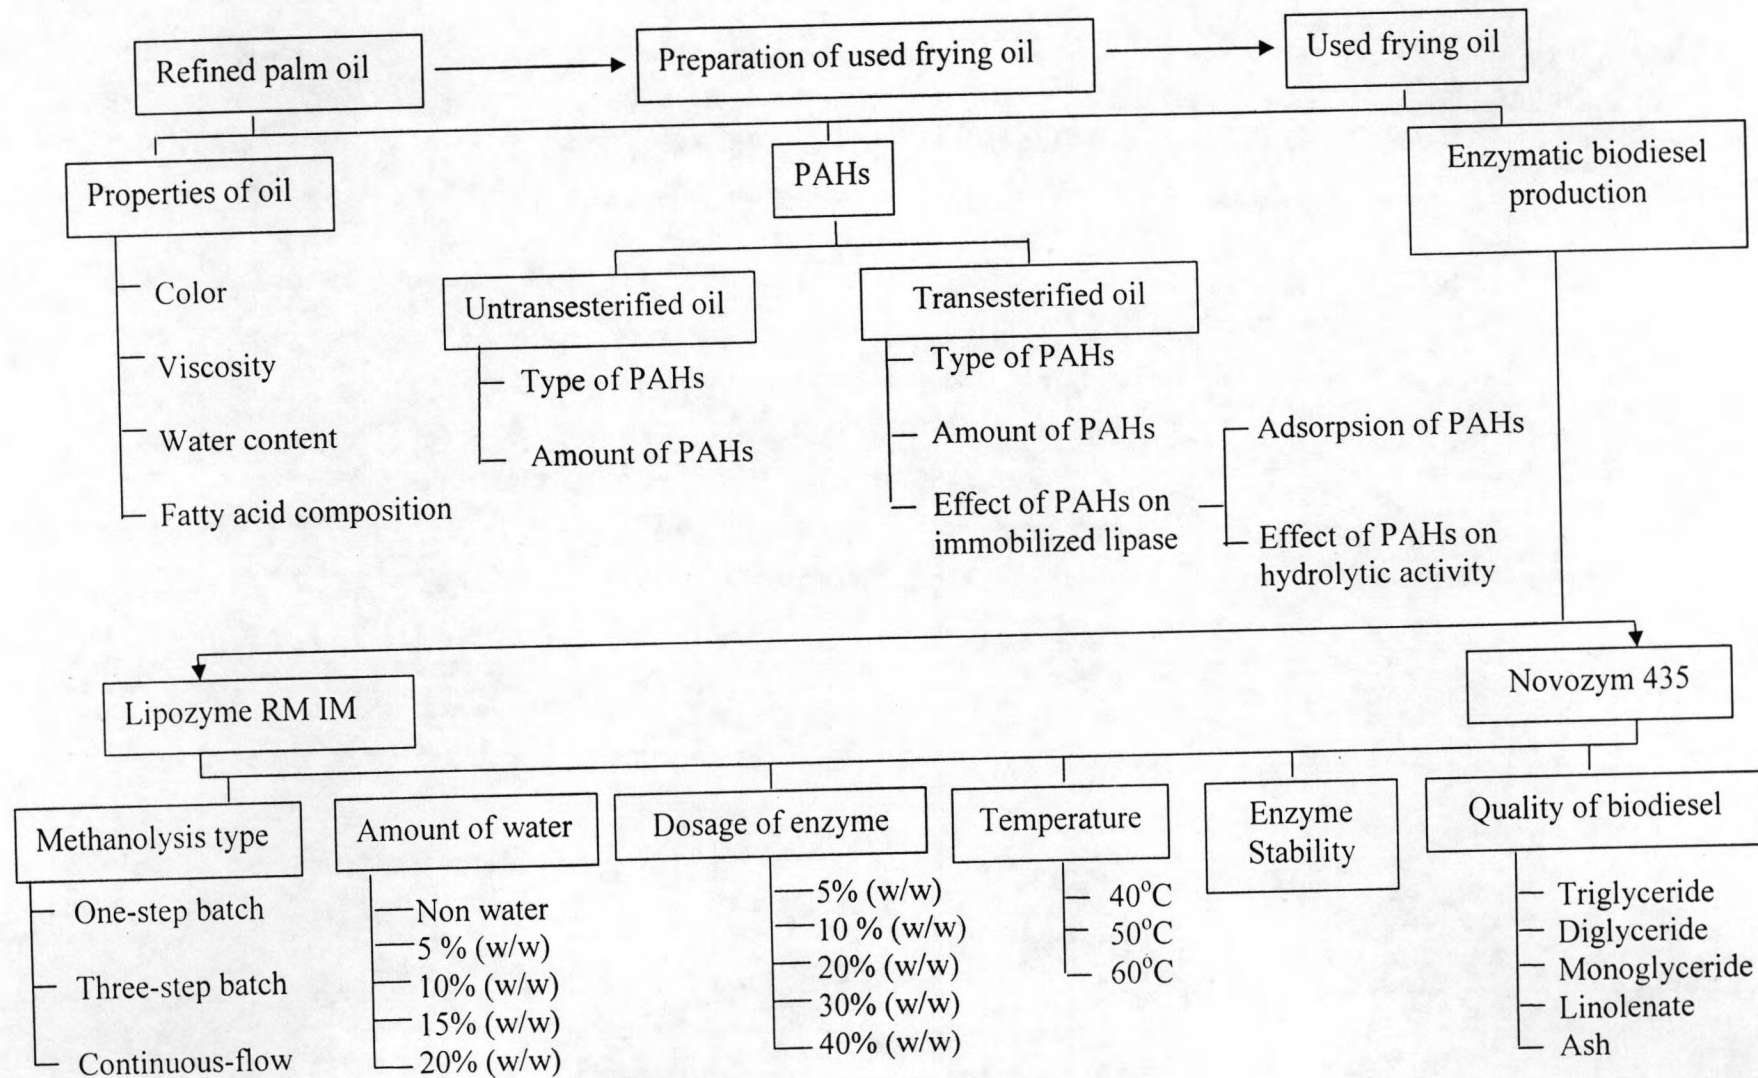 Refined palm oil
Preparation of used frying oil
Used frying oil
Properties of oil
PAHs
Enzymatic biodiesel
production
Color
Viscosity
Water content
Fatty acid composition
Untransesterified oil
Type of PAHs
Amount of PAHs
Transesterified oil
Type of PAHs
Amount of PAHs
Effect of PAHs on
immobilized lipase
Adsorpsion of PAHs
Effect of PAHs on
hydrolytic activity
Lipozyme RM IM
Novozym 435
Methanolysis type
One-step batch
Three-step batch
Continuous-flow
Amount of water
Non water
5 % (w/w)
10% (w/w)
15% (w/w)
20% (w/w)
Dosage of enzyme
5% (w/w)
10 % (w/w)
20% (w/w)
30% (w/w)
40% (w/w)
Temperature
40°C
50°C
60°C
Enzyme
Stability
Quality of biodiesel
Triglyceride
Diglyceride
Monoglyceride
Linolenate
Ash